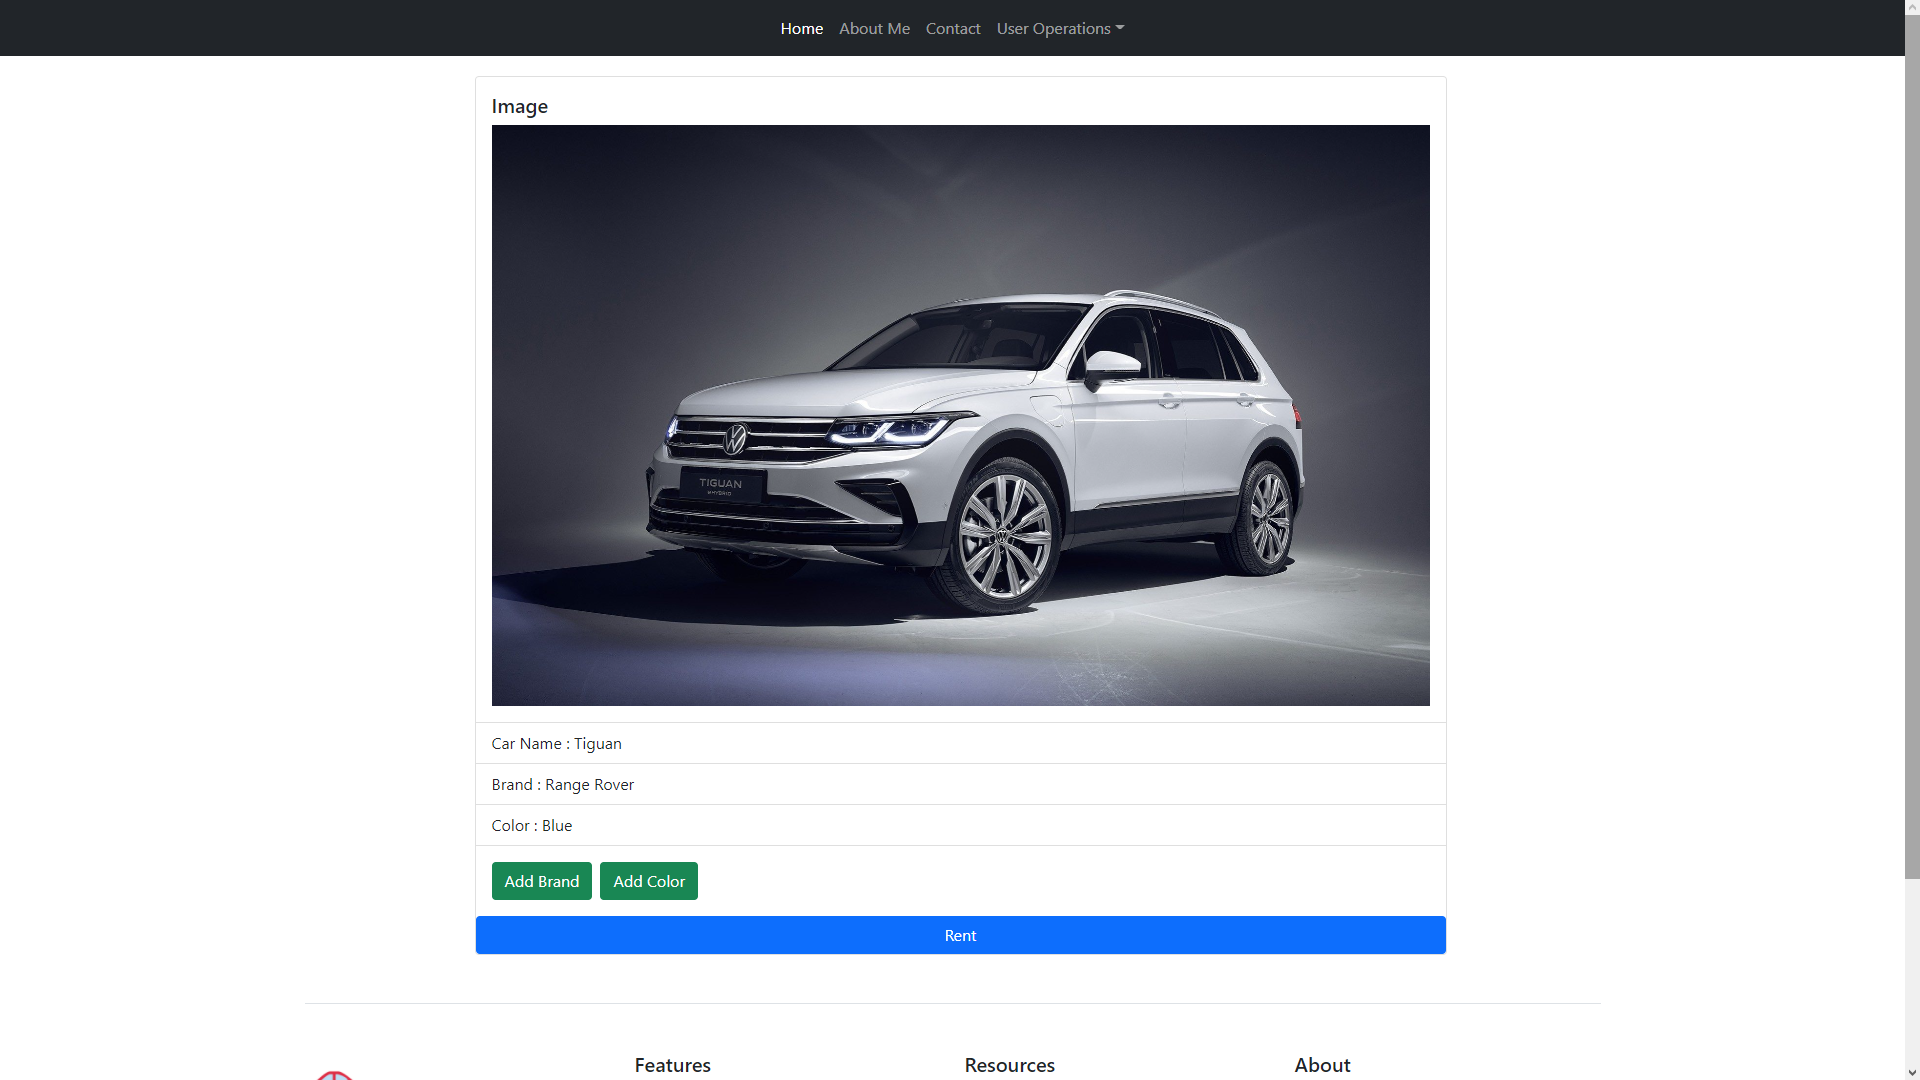 Home About Me Contact User Operations
Image
TIGUAN
eHYBRID
Car Name : Tiguan
Brand : Range Rover
Color : Blue
Add Brand Add Color
Rent
Features Resources About